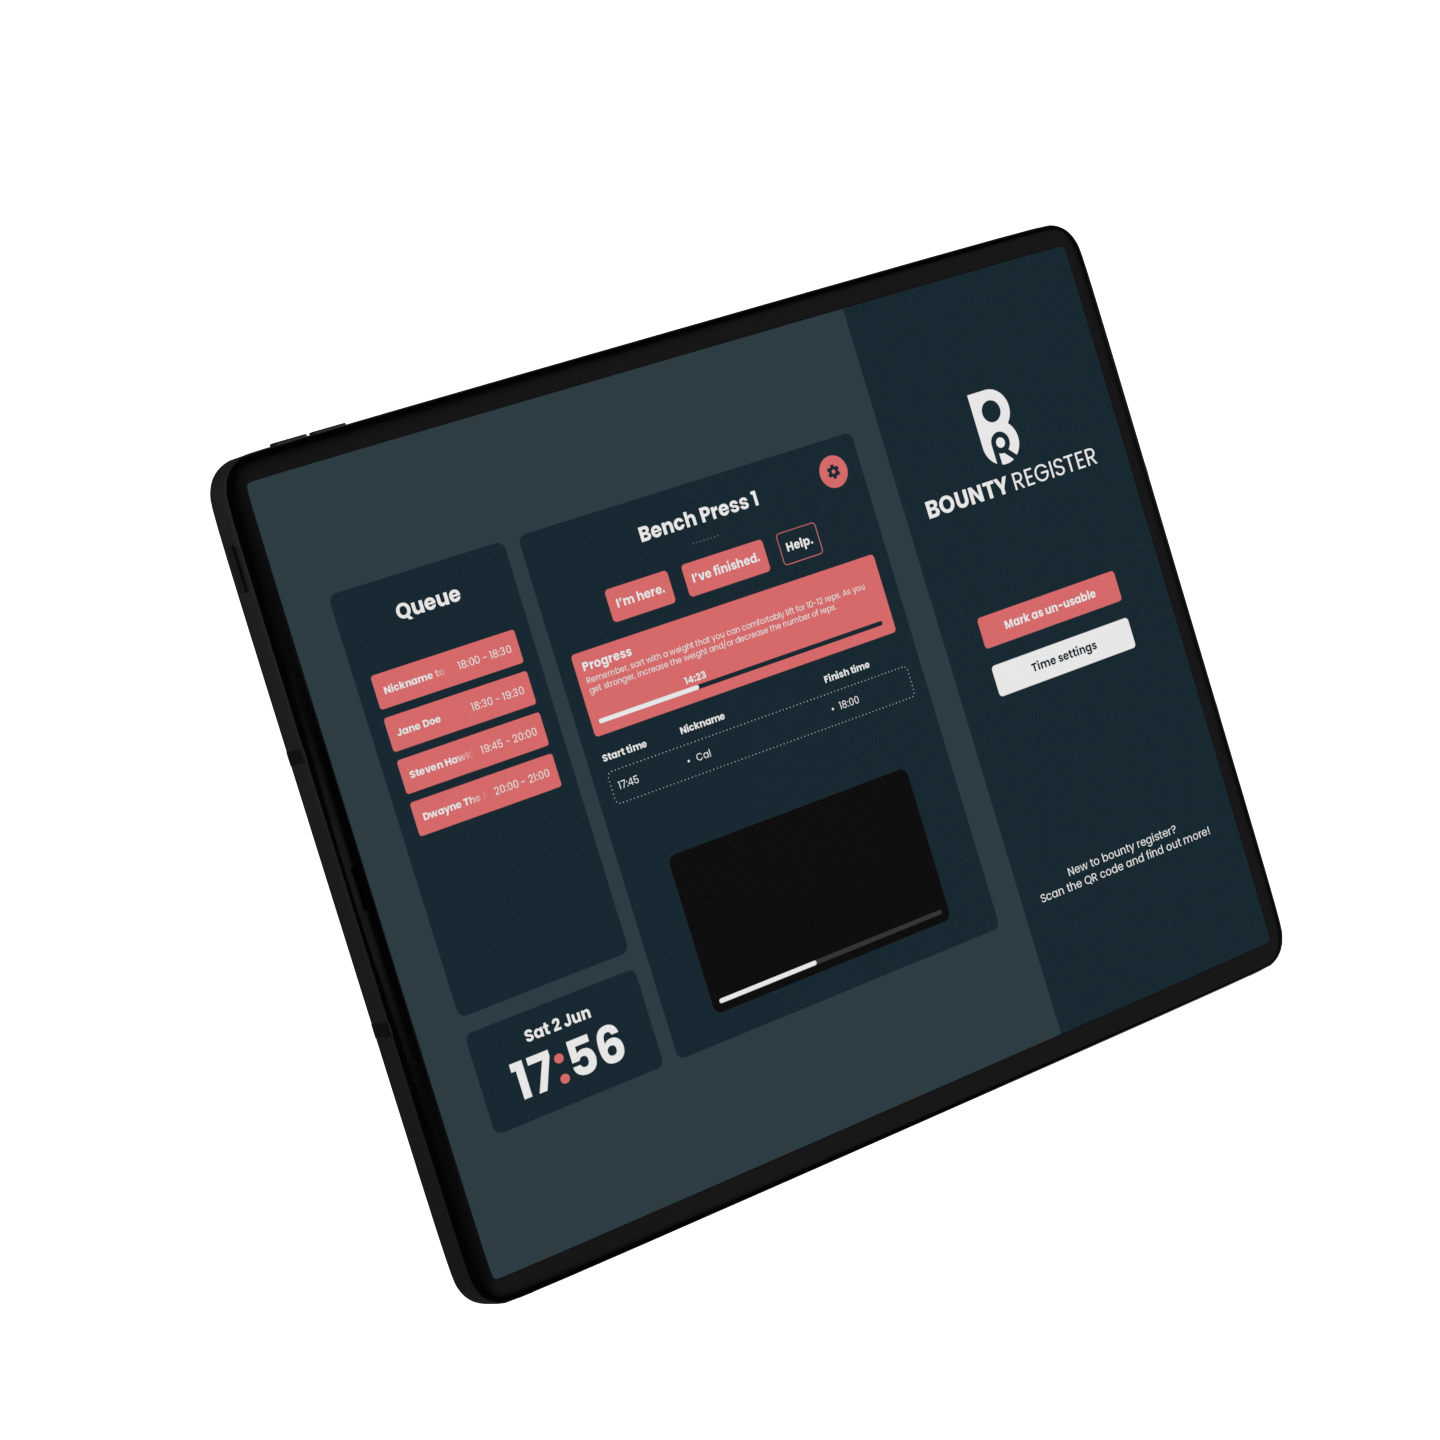 Queue
Nickname to 18:00 - 18:30
Jane Doe 18:30 - 19:30
Steven Hawk 19:45 - 20:00
Dwayne The 20:00 - 21:00
Sat 2 Jun
17:56
Bench Press 1
I'm here. I've finished. Help.
Progress
Remember, sart with a weight that you can comfortably lift for 10-12 reps. As you
get stronger, increase the weight and/or decrease the number of reps.
14:23
Start time Nickname Finish time
17:45 • Cal • 18:00
BR
BOUNTY REGISTER
Mark as un-usable
Time settings
New to bounty register?
Scan the QR code and find out more!